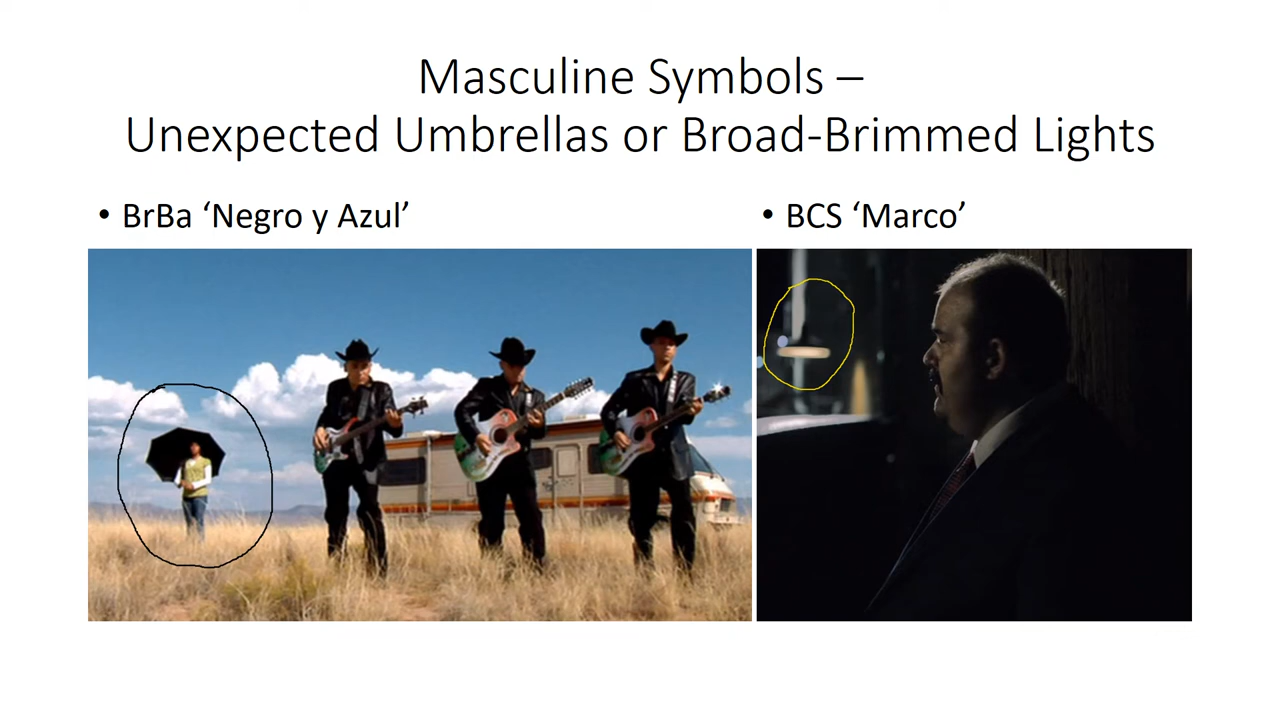 Masculine Symbols –
Unexpected Umbrellas or Broad-Brimmed Lights
• BrBa ‘Negro y Azul’
• BCS ‘Marco’